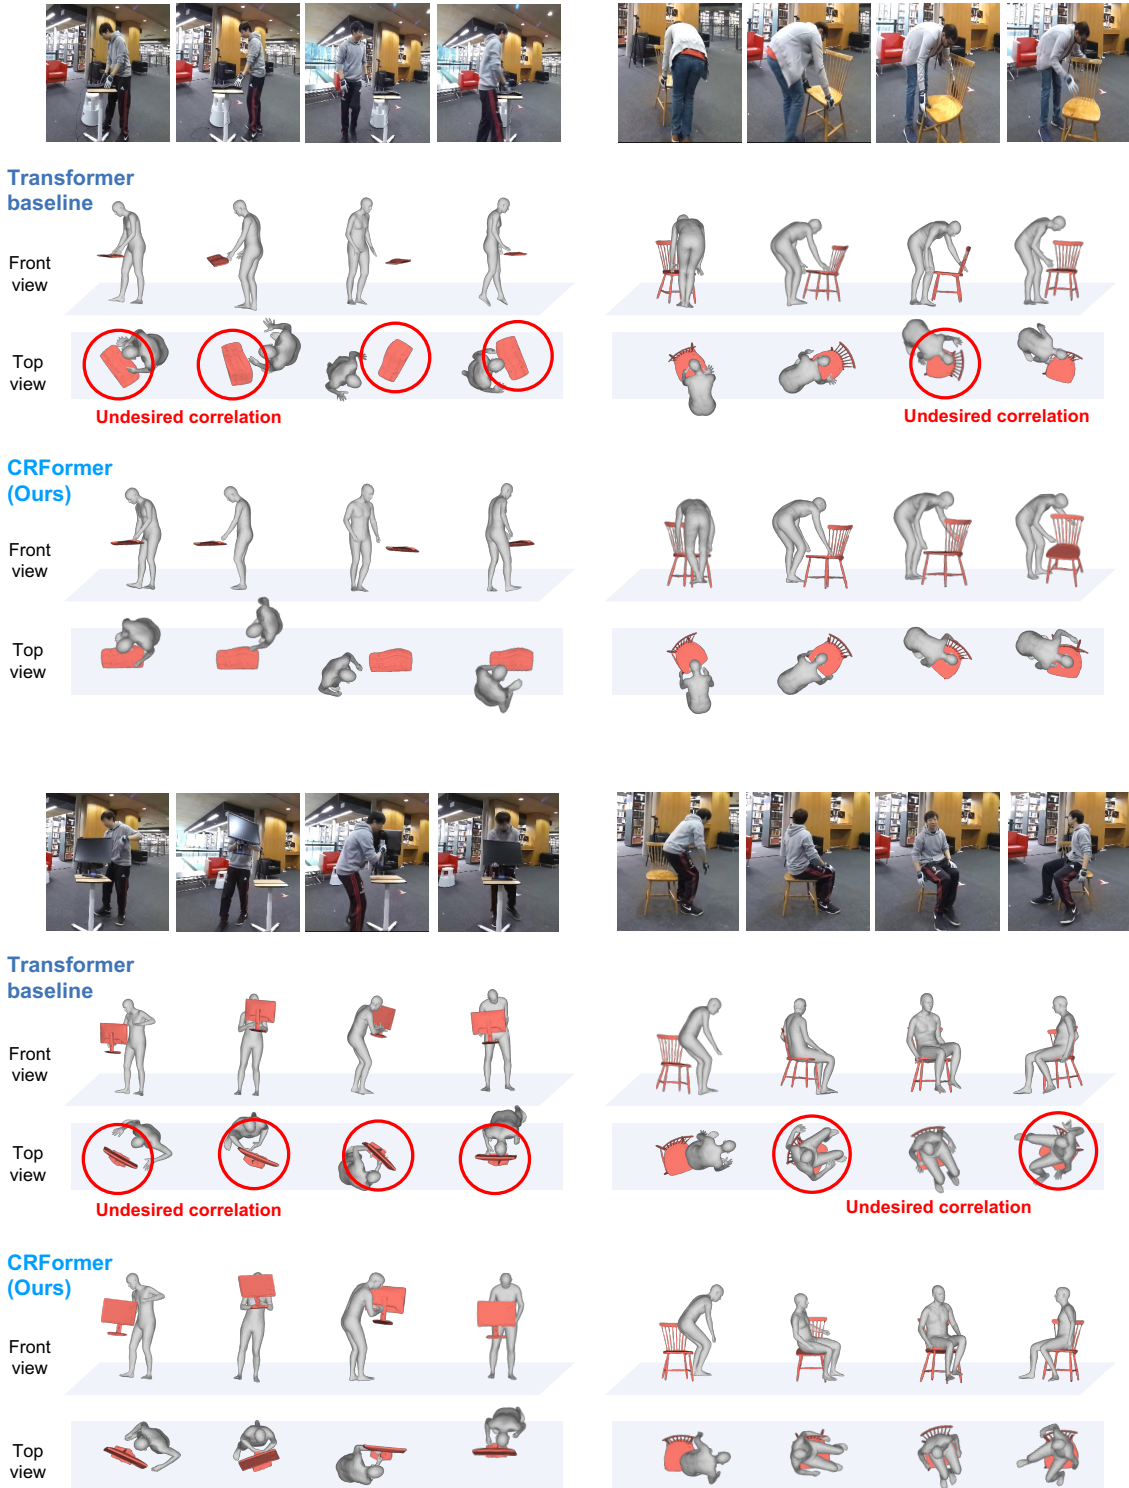 Transformer
baseline
Front
view
Top
view
Undesired correlation
Undesired correlation
CRFormer
(Ours)
Front
view
Top
view
Transformer
baseline
Front
view
Top
view
Undesired correlation
Undesired correlation
CRFormer
(Ours)
Front
view
Top
view